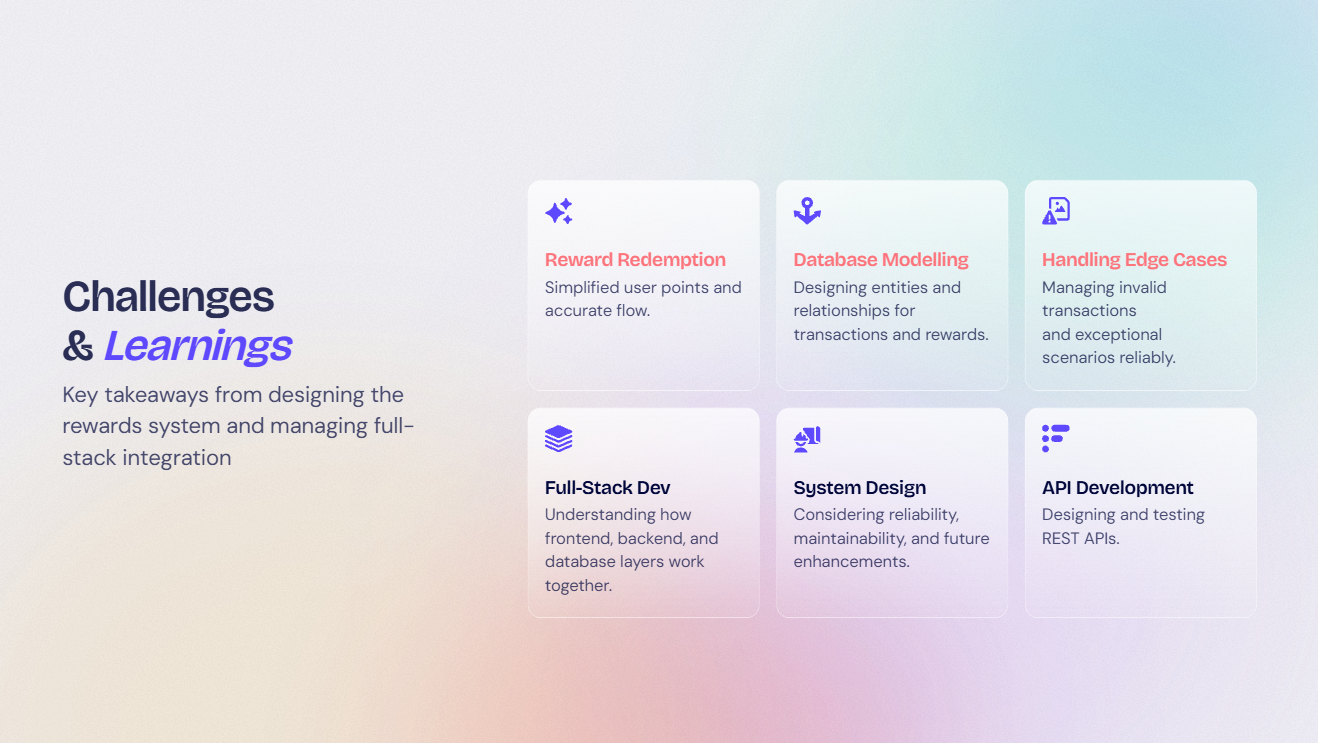 Challenges
& Learnings
Key takeaways from designing the
rewards system and managing full-
stack integration
Reward Redemption
Simplified user points and
accurate flow.
Database Modelling
Designing entities and
relationships for
transactions and rewards.
Handling Edge Cases
Managing invalid
transactions
and exceptional
scenarios reliably.
Full-Stack Dev
Understanding how
frontend, backend, and
database layers work
together.
System Design
Considering reliability,
maintainability, and future
enhancements.
API Development
Designing and testing
REST APIs.